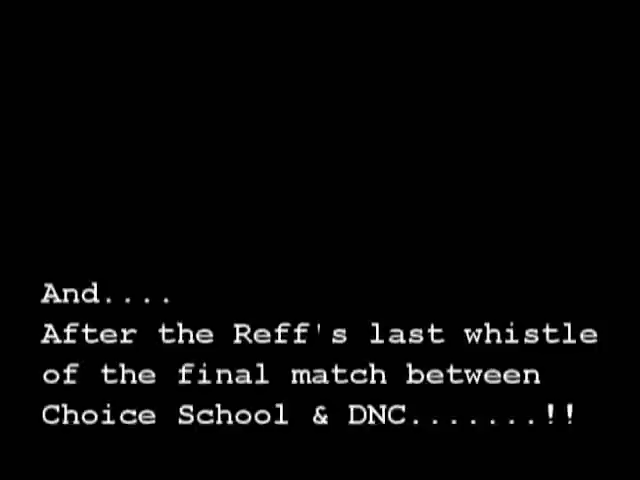 And....
After the Reff's last whistle
of the final match between
Choice School & DNC.......!!